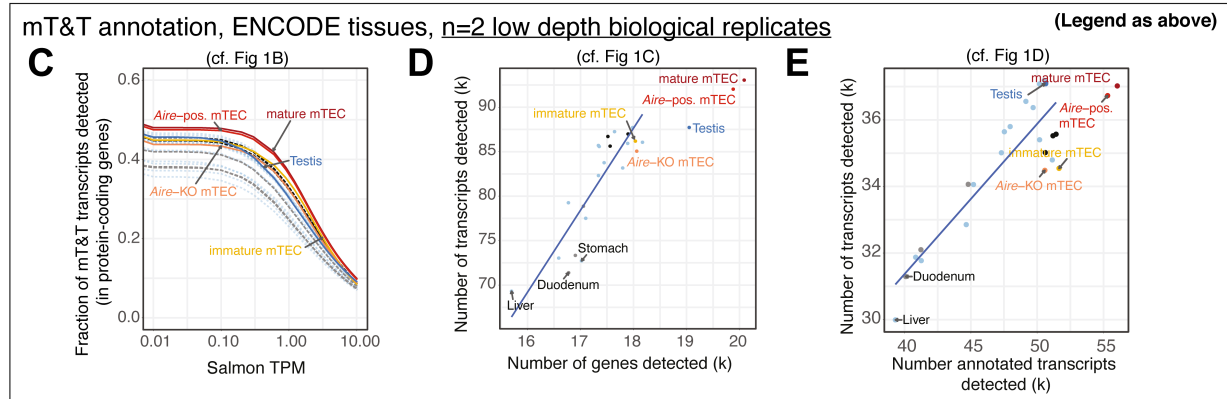 mT&T annotation, ENCODE tissues, n=2 low depth biological replicates
(Legend as above)
C
(cf. Fig 1B)
Fraction of mT&T transcripts detected
(in protein-coding genes)
0.6
0.4
0.2
0.0
0.01
0.10
1.00
10.00
Salmon TPM
Aire–pos. mTEC
mature mTEC
Testis
Aire–KO mTEC
immature mTEC
D
(cf. Fig 1C)
Number of transcripts detected (k)
90
85
80
75
70
16
17
18
19
20
Number of genes detected (k)
mature mTEC
Aire–pos. mTEC
immature mTEC
Testis
Aire–KO mTEC
Stomach
Duodenum
Liver
E
(cf. Fig 1D)
Number of transcripts detected (k)
36
34
32
30
40
45
50
55
Number annotated transcripts
detected (k)
mature mTEC
Testis
Aire–pos.
mTEC
immature mTEC
Aire–KO mTEC
Duodenum
Liver